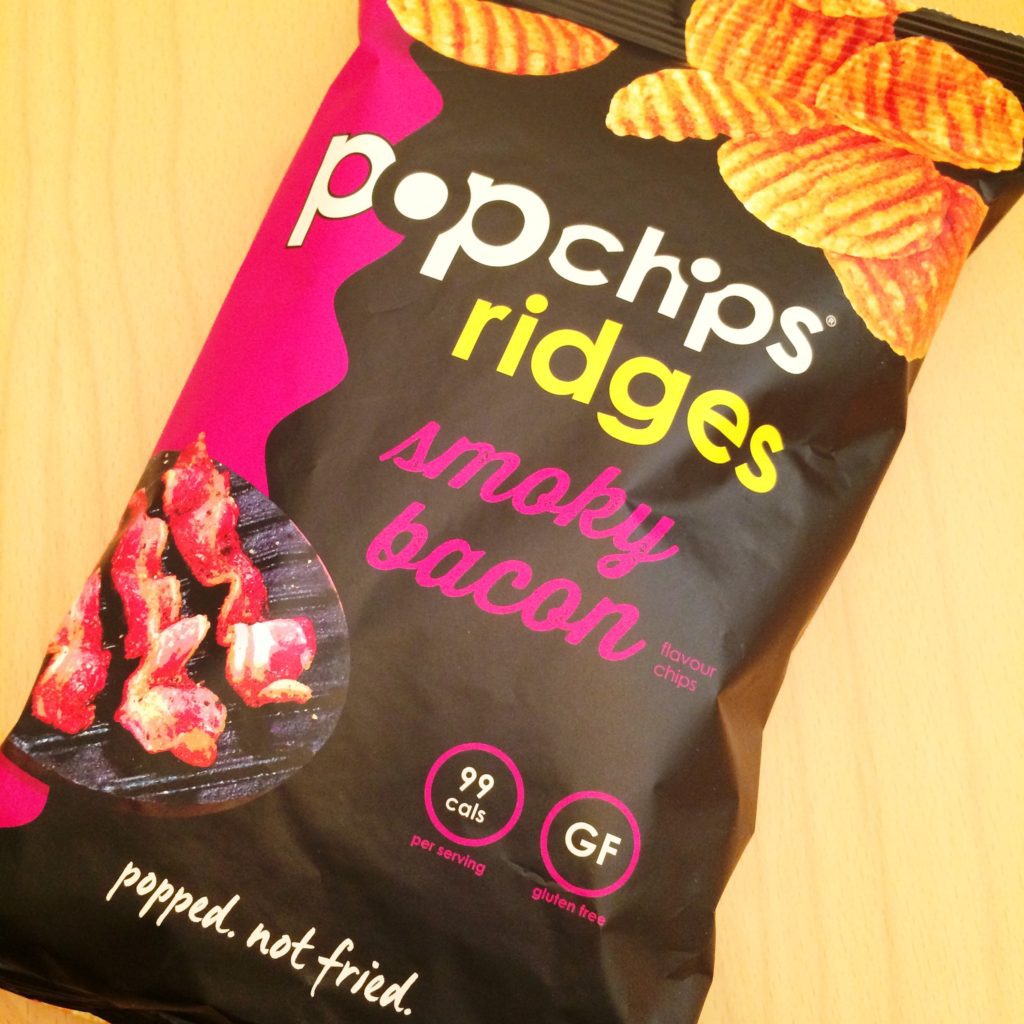 popchips®
ridges
smoky
bacon
flavour
chips
99
cals
per serving
GF
gluten free
popped. not fried.